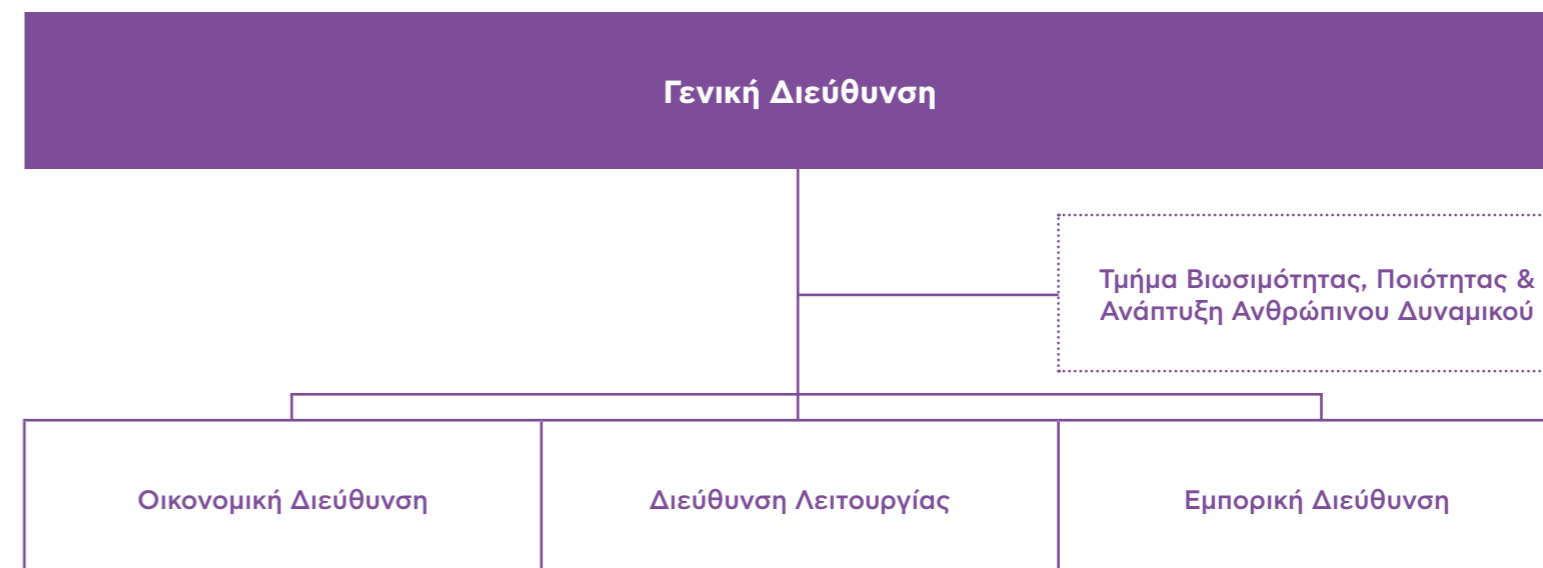 Γενική Διεύθυνση
Τμήμα Βιωσιμότητας, Ποιότητας &
Ανάπτυξη Ανθρώπινου Δυναμικού
Οικονομική Διεύθυνση
Διεύθυνση Λειτουργίας
Εμπορική Διεύθυνση